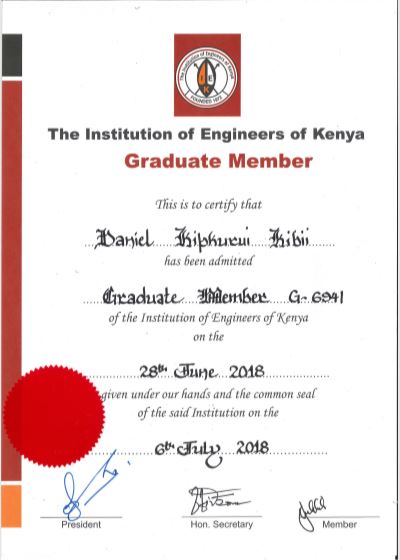 The Institution of Engineers of Kenya
I E K
FOUNDED 1972
The Institution of Engineers of Kenya
Graduate Member
This is to certify that
Daniel Kipkurui Kibii
has been admitted
Graduate Member G-6941
of the Institution of Engineers of Kenya
on the
28th June 2018
given under our hands and the common seal
of the said Institution on the
6th July 2018
President Hon. Secretary Member